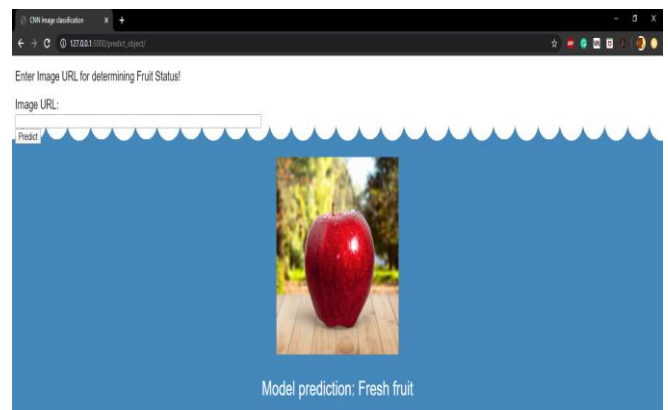 CNN Image classification
127.0.0.1:5000/predict_object/
Enter Image URL for determining Fruit Status!
Image URL:
Predict
Model prediction: Fresh fruit